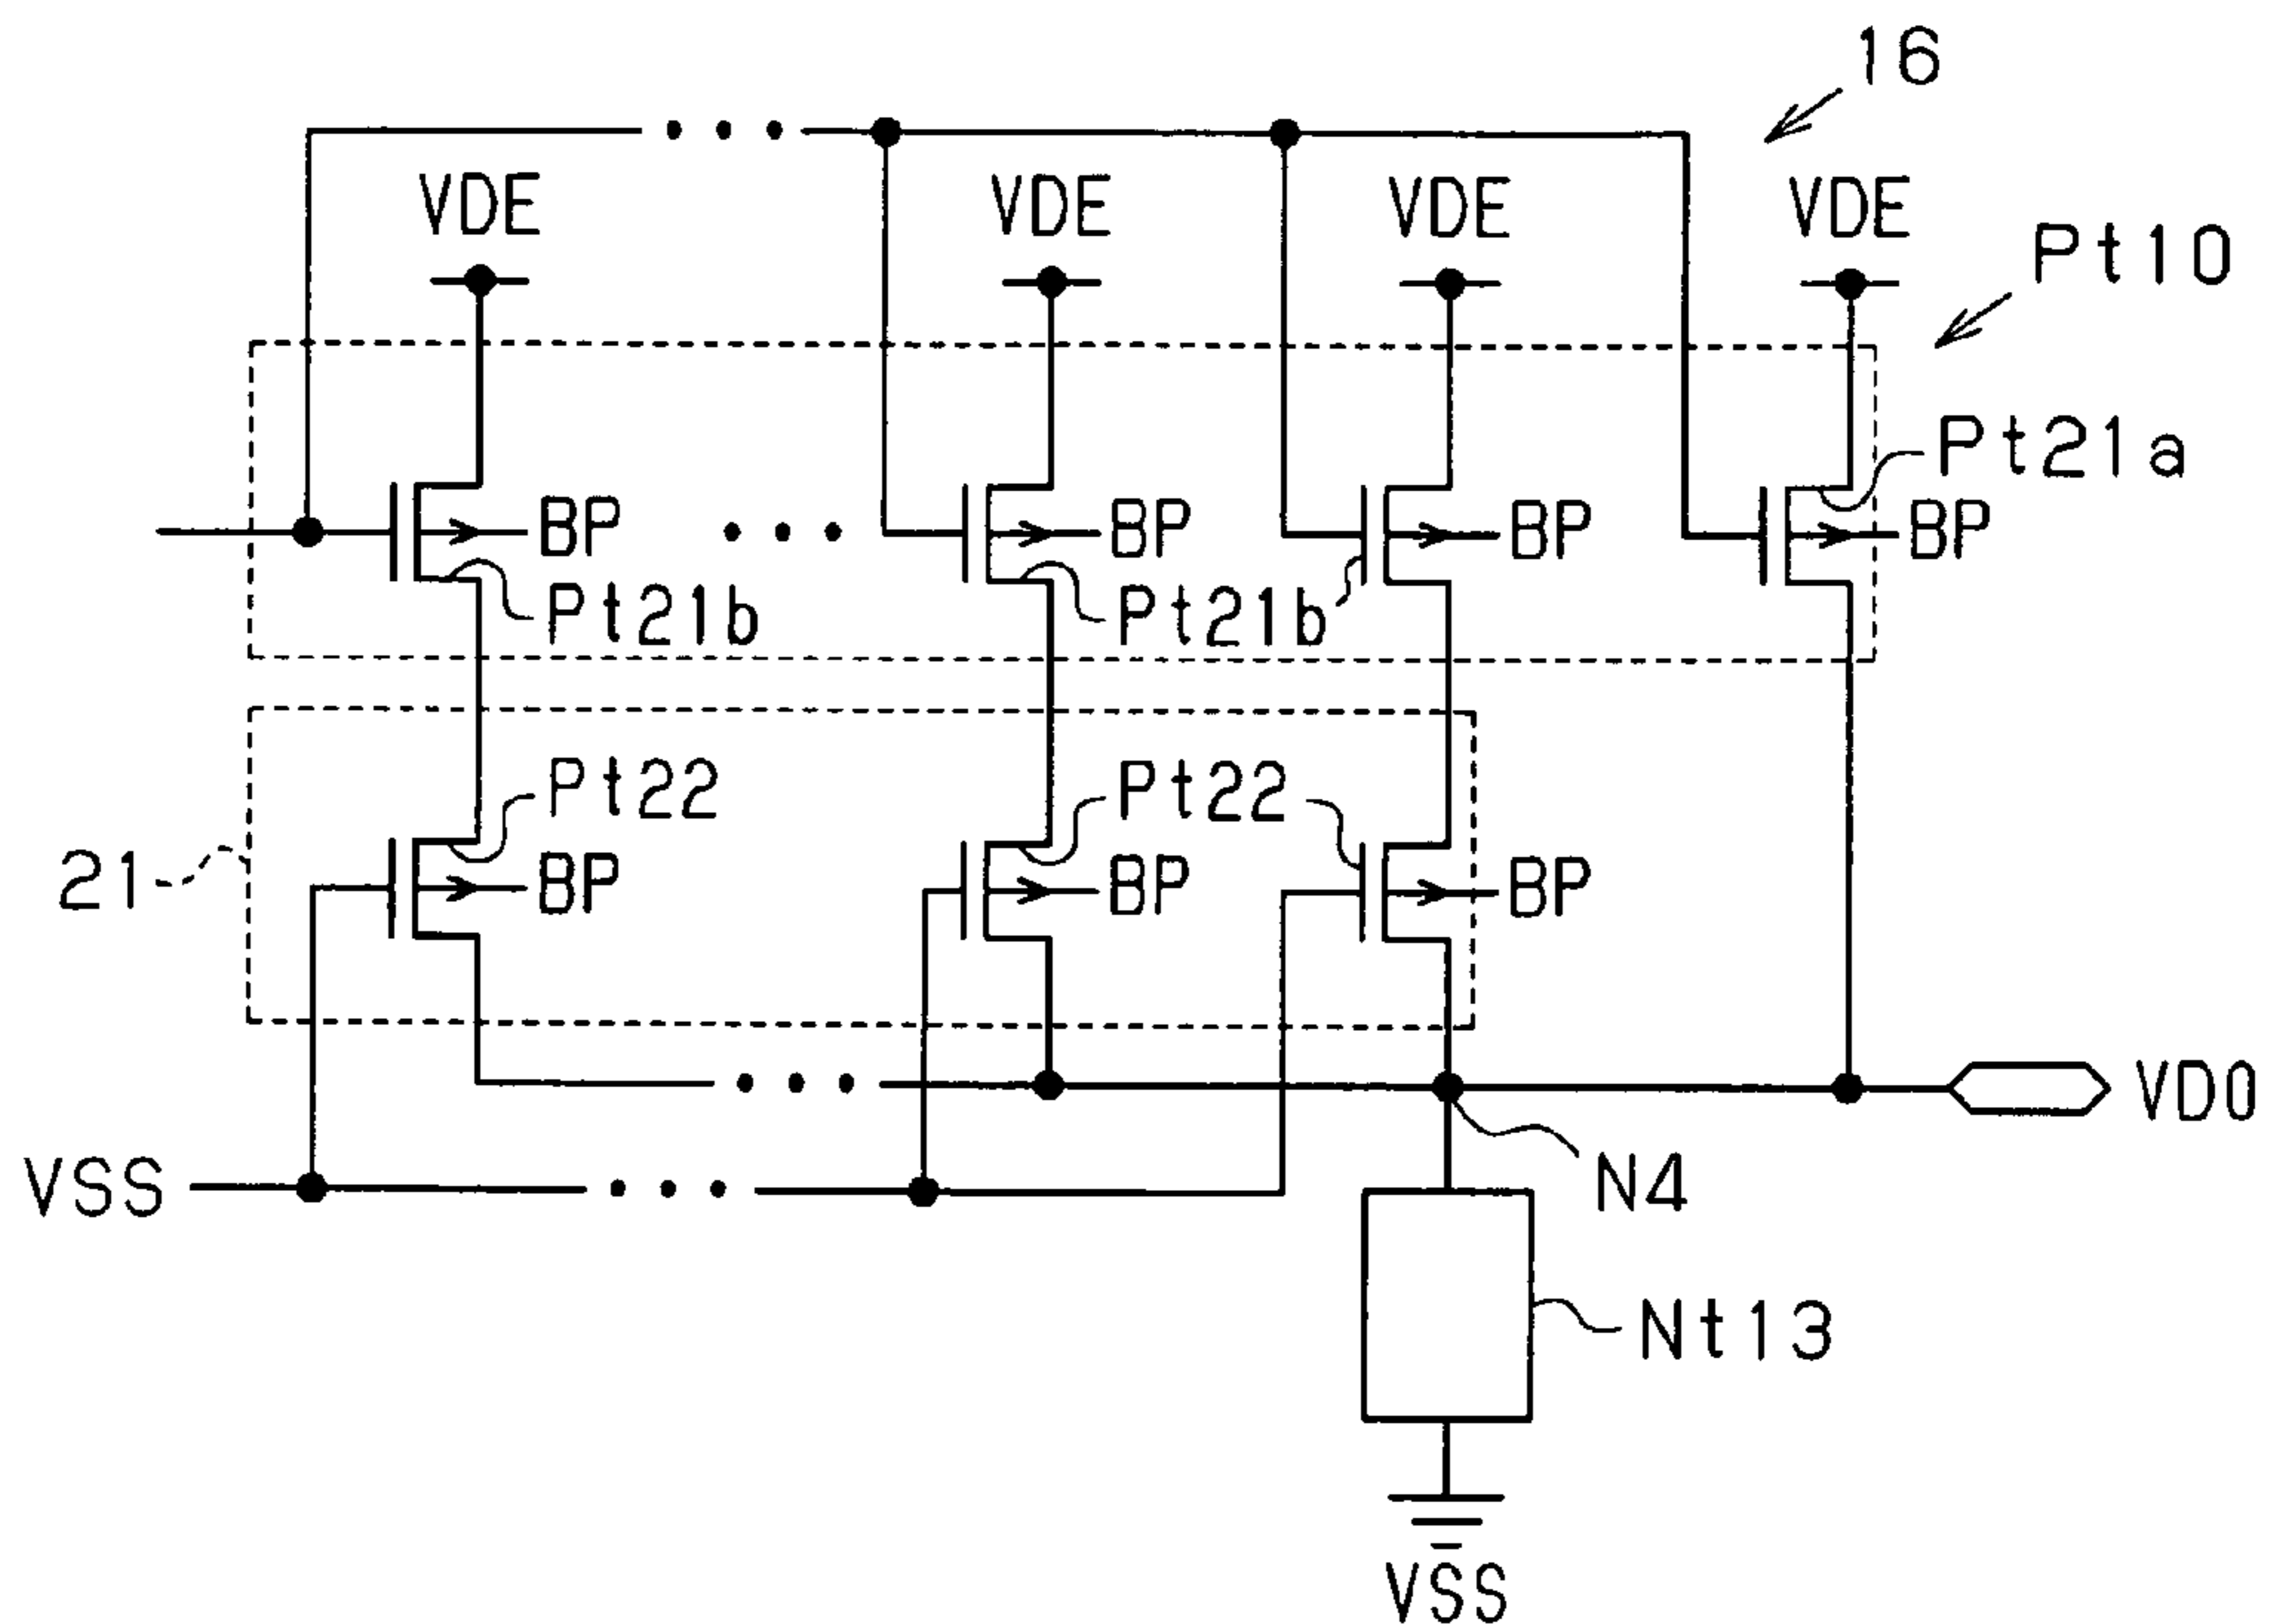 16
VDE
VDE
VDE
VDE
Pt10
Pt21a
BP
BP
BP
BP
Pt21b
Pt21b
Pt22
Pt22
21
BP
BP
BP
VD0
N4
VSS
Nt13
VSS